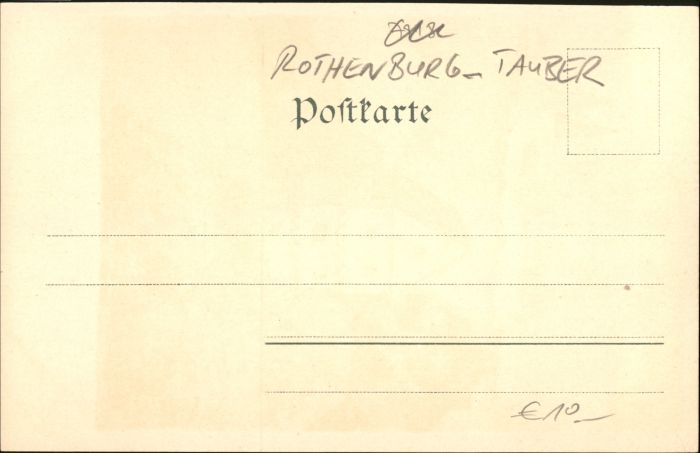 ROTHENBURG- TAUBER
Poſtkarte
€10-